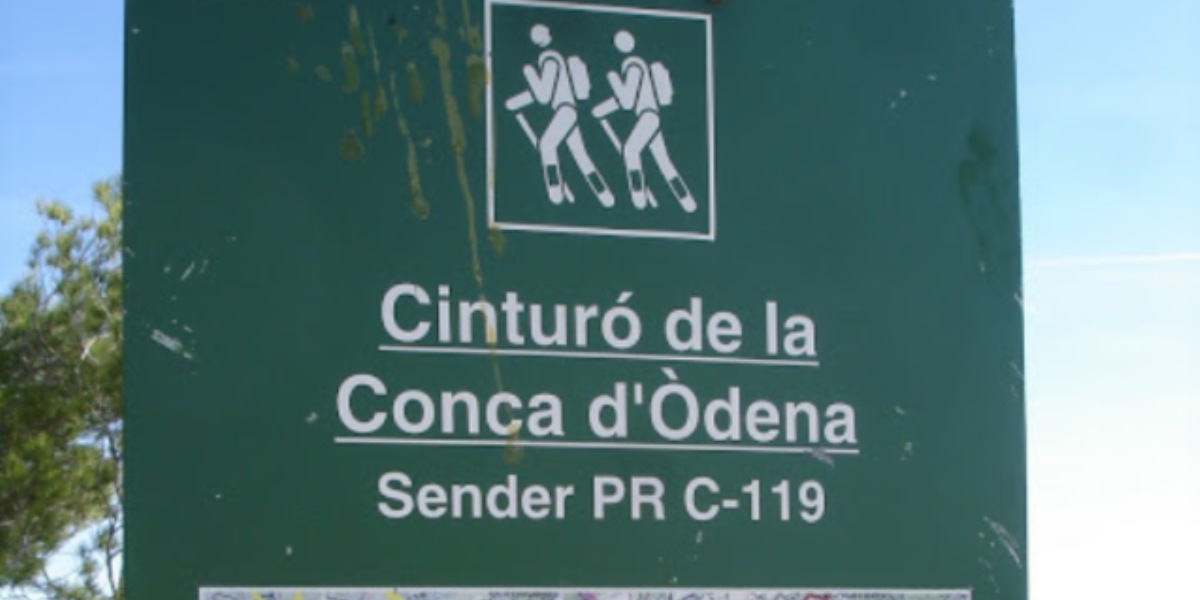 Cinturó de la
Conca d'Òdena
Sender PR C-119